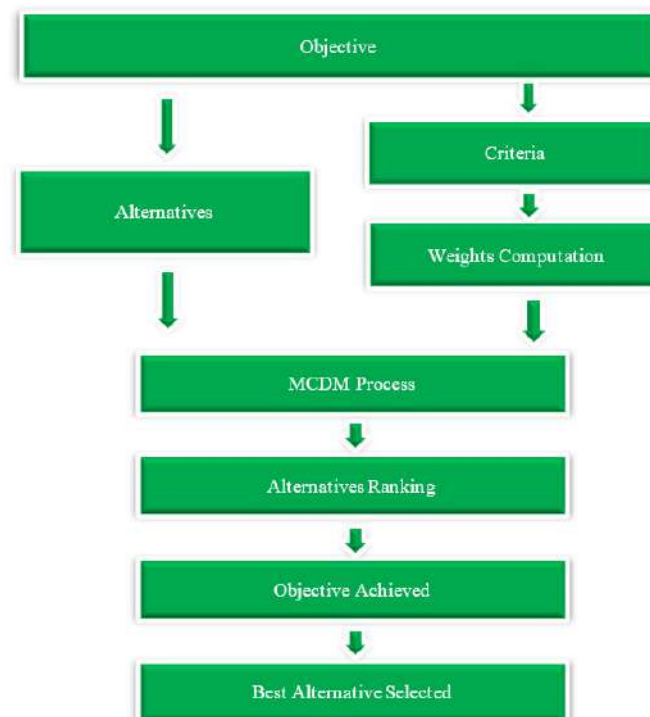 Objective
Criteria
Alternatives
Weights Computation
MCDM Process
Alternatives Ranking
Objective Achieved
Best Alternative Selected